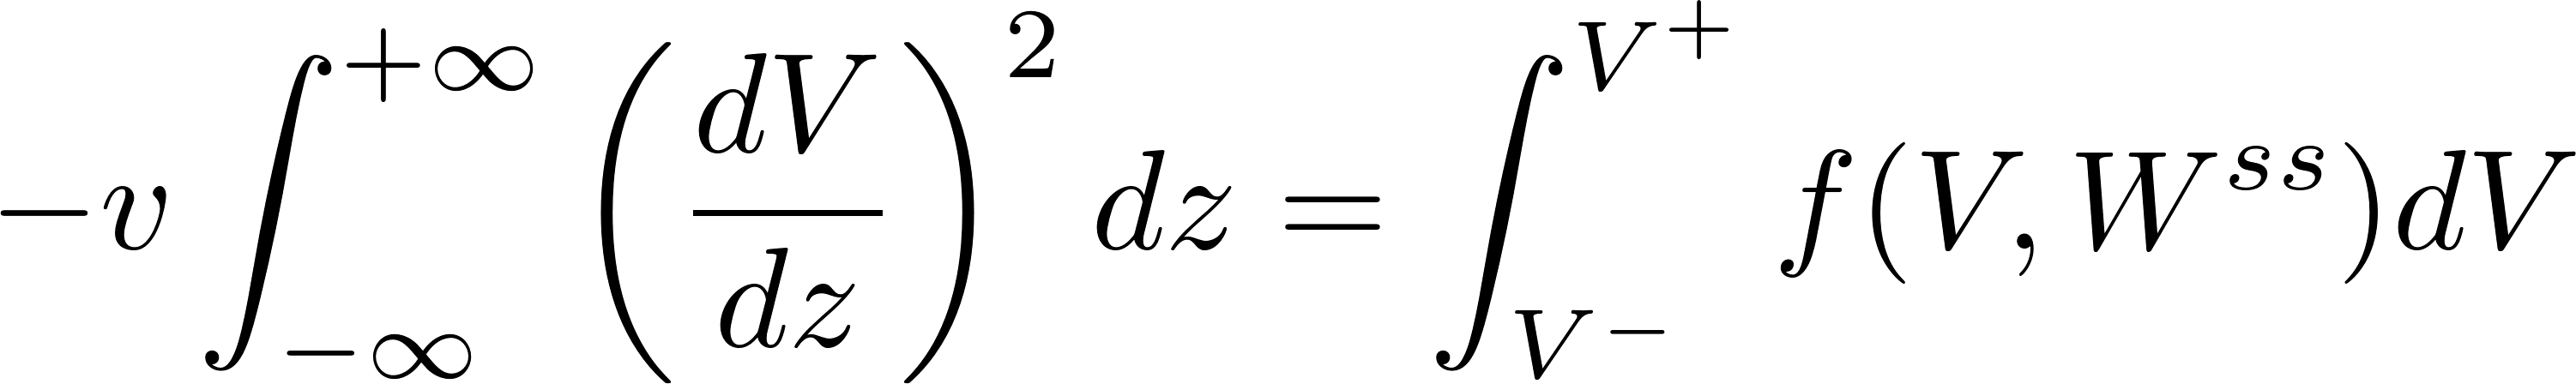 -v \int_{-\infty}^{+\infty} \left( \frac{dV}{dz} \right)^2 dz = \int_{V^-}^{V^+} f(V, W^{ss}) dV